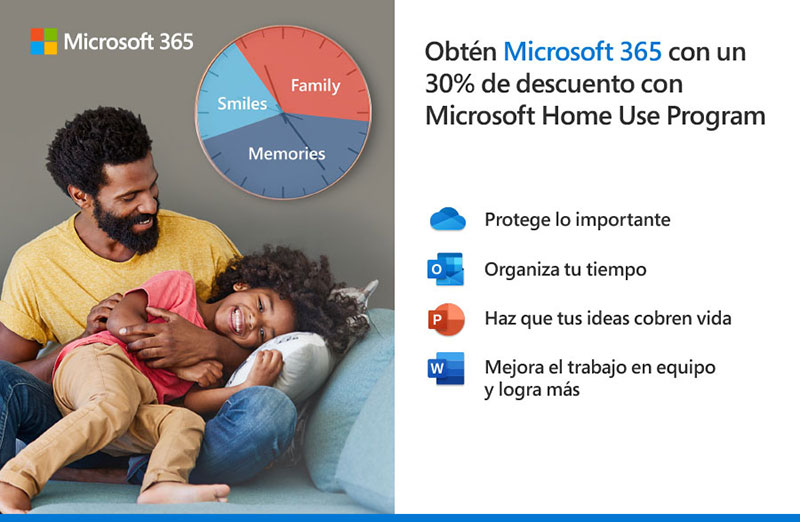 Microsoft 365
Family
Smiles
Memories
Obtén Microsoft 365 con un
30% de descuento con
Microsoft Home Use Program
Protege lo importante
O
Organiza tu tiempo
P
Haz que tus ideas cobren vida
W
Mejora el trabajo en equipo
y logra más